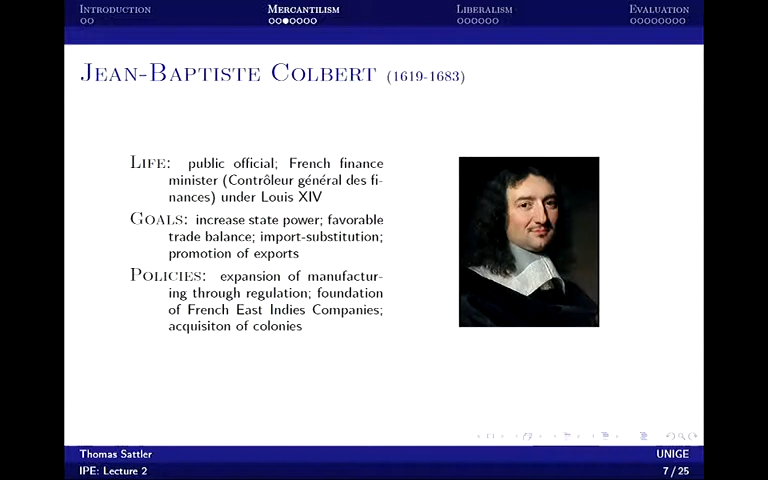 Introduction Mercantilism Liberalism Evaluation
Jean-Baptiste Colbert (1619-1683)
Life: public official; French finance
minister (Contrôleur général des fi-
nances) under Louis XIV
Goals: increase state power; favorable
trade balance; import-substitution;
promotion of exports
Policies: expansion of manufactur-
ing through regulation; foundation
of French East Indies Companies;
acquisiton of colonies
Thomas Sattler UNIGE
IPE: Lecture 2 7 / 25